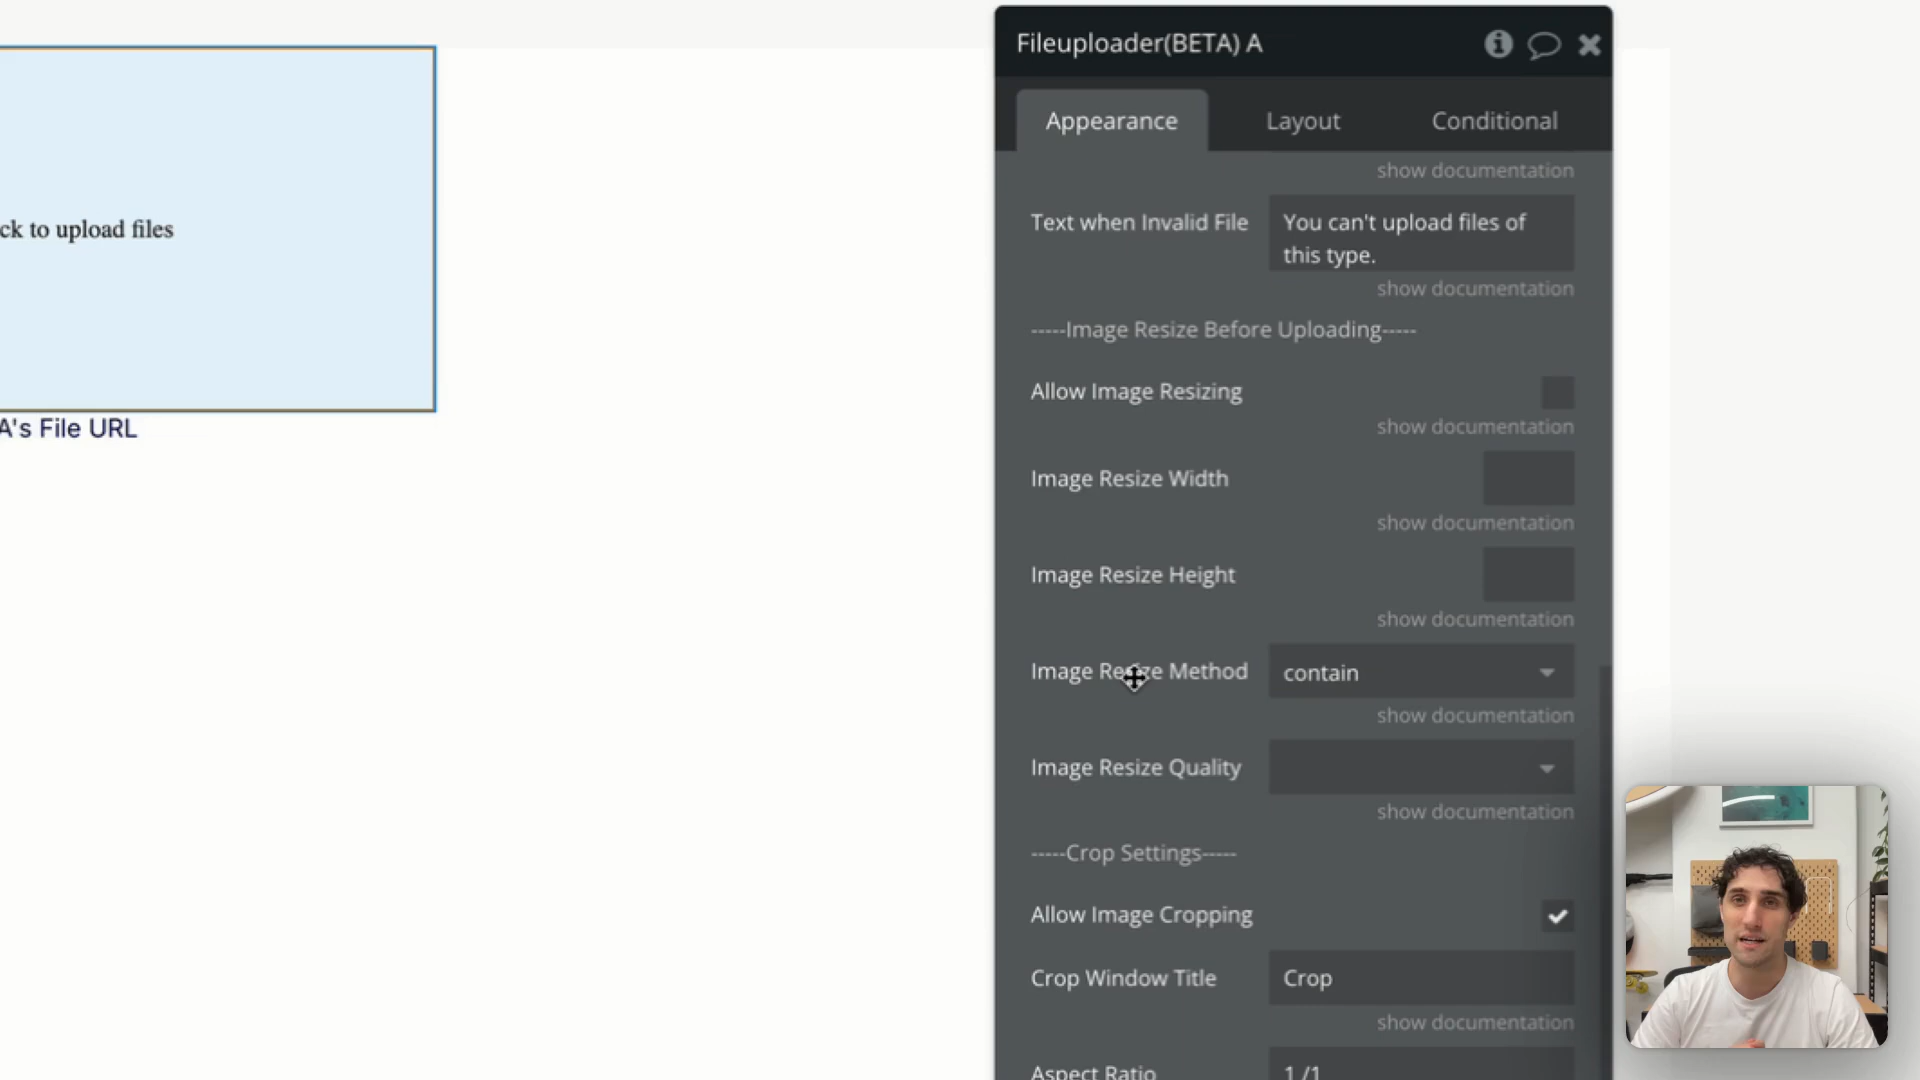 Fileuploader(BETA) A
Appearance
Layout
Conditional
show documentation
Text when Invalid File
You can't upload files of
this type.
show documentation
-----Image Resize Before Uploading-----
Allow Image Resizing
show documentation
Image Resize Width
show documentation
Image Resize Height
show documentation
Image Resize Method
contain
show documentation
Image Resize Quality
show documentation
-----Crop Settings-----
Allow Image Cropping
Crop Window Title
Crop
show documentation
Aspect Ratio
1 /1
ck to upload files
A's File URL